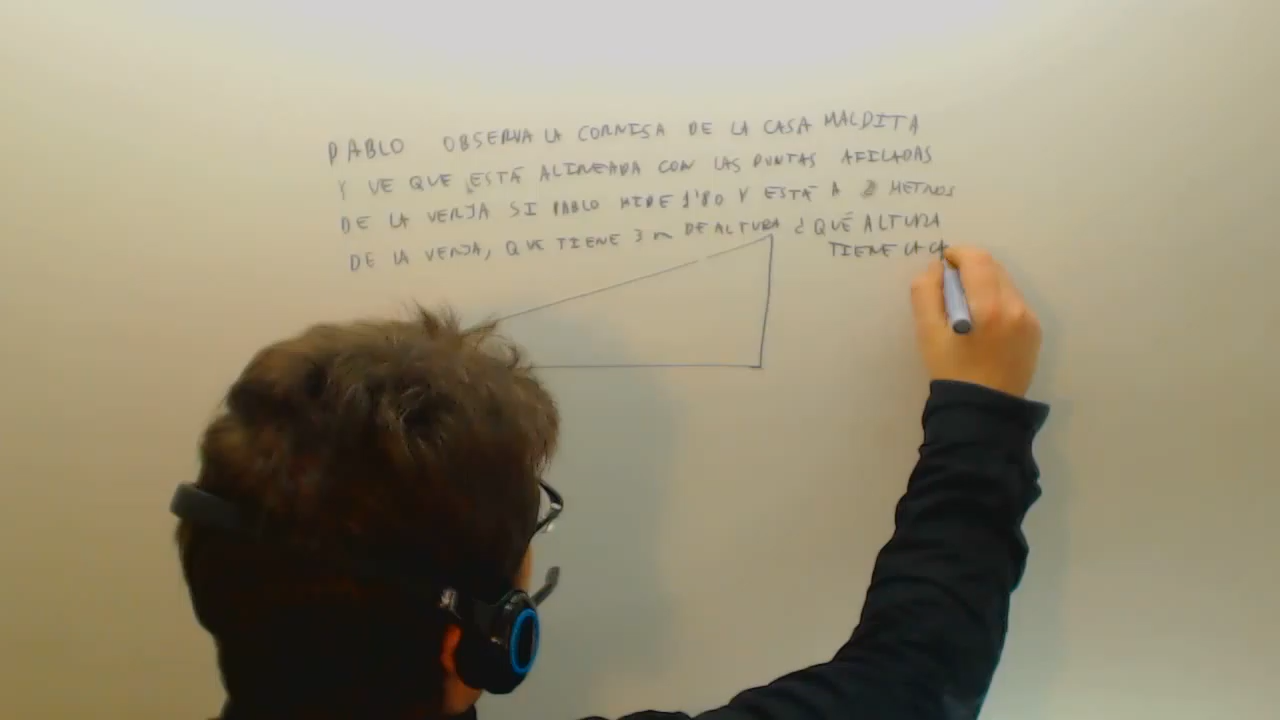 PABLO OBSERVA LA CORNISA DE LA CASA MALDITA
Y VE QUE ESTÁ ALINEADA CON LAS PUNTAS AFILADAS
DE LA VERJA SI PABLO MIDE 1'80 Y ESTÁ A METROS
DE LA VERJA, QUE TIENE 3 m DE ALTURA ¿QUÉ ALTURA
TIENE LA CA